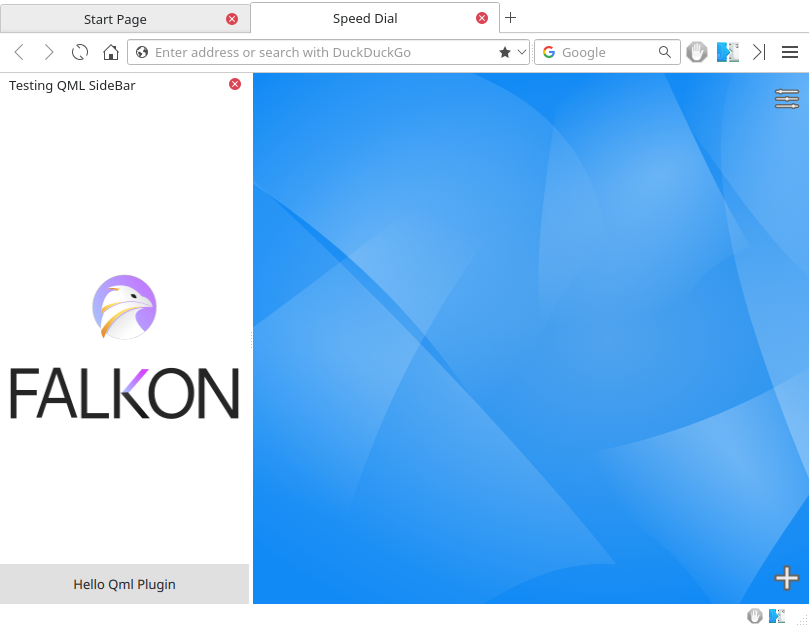 Start Page
Speed Dial
Enter address or search with DuckDuckGo
Google
Testing QML SideBar
FALKON
Hello Qml Plugin